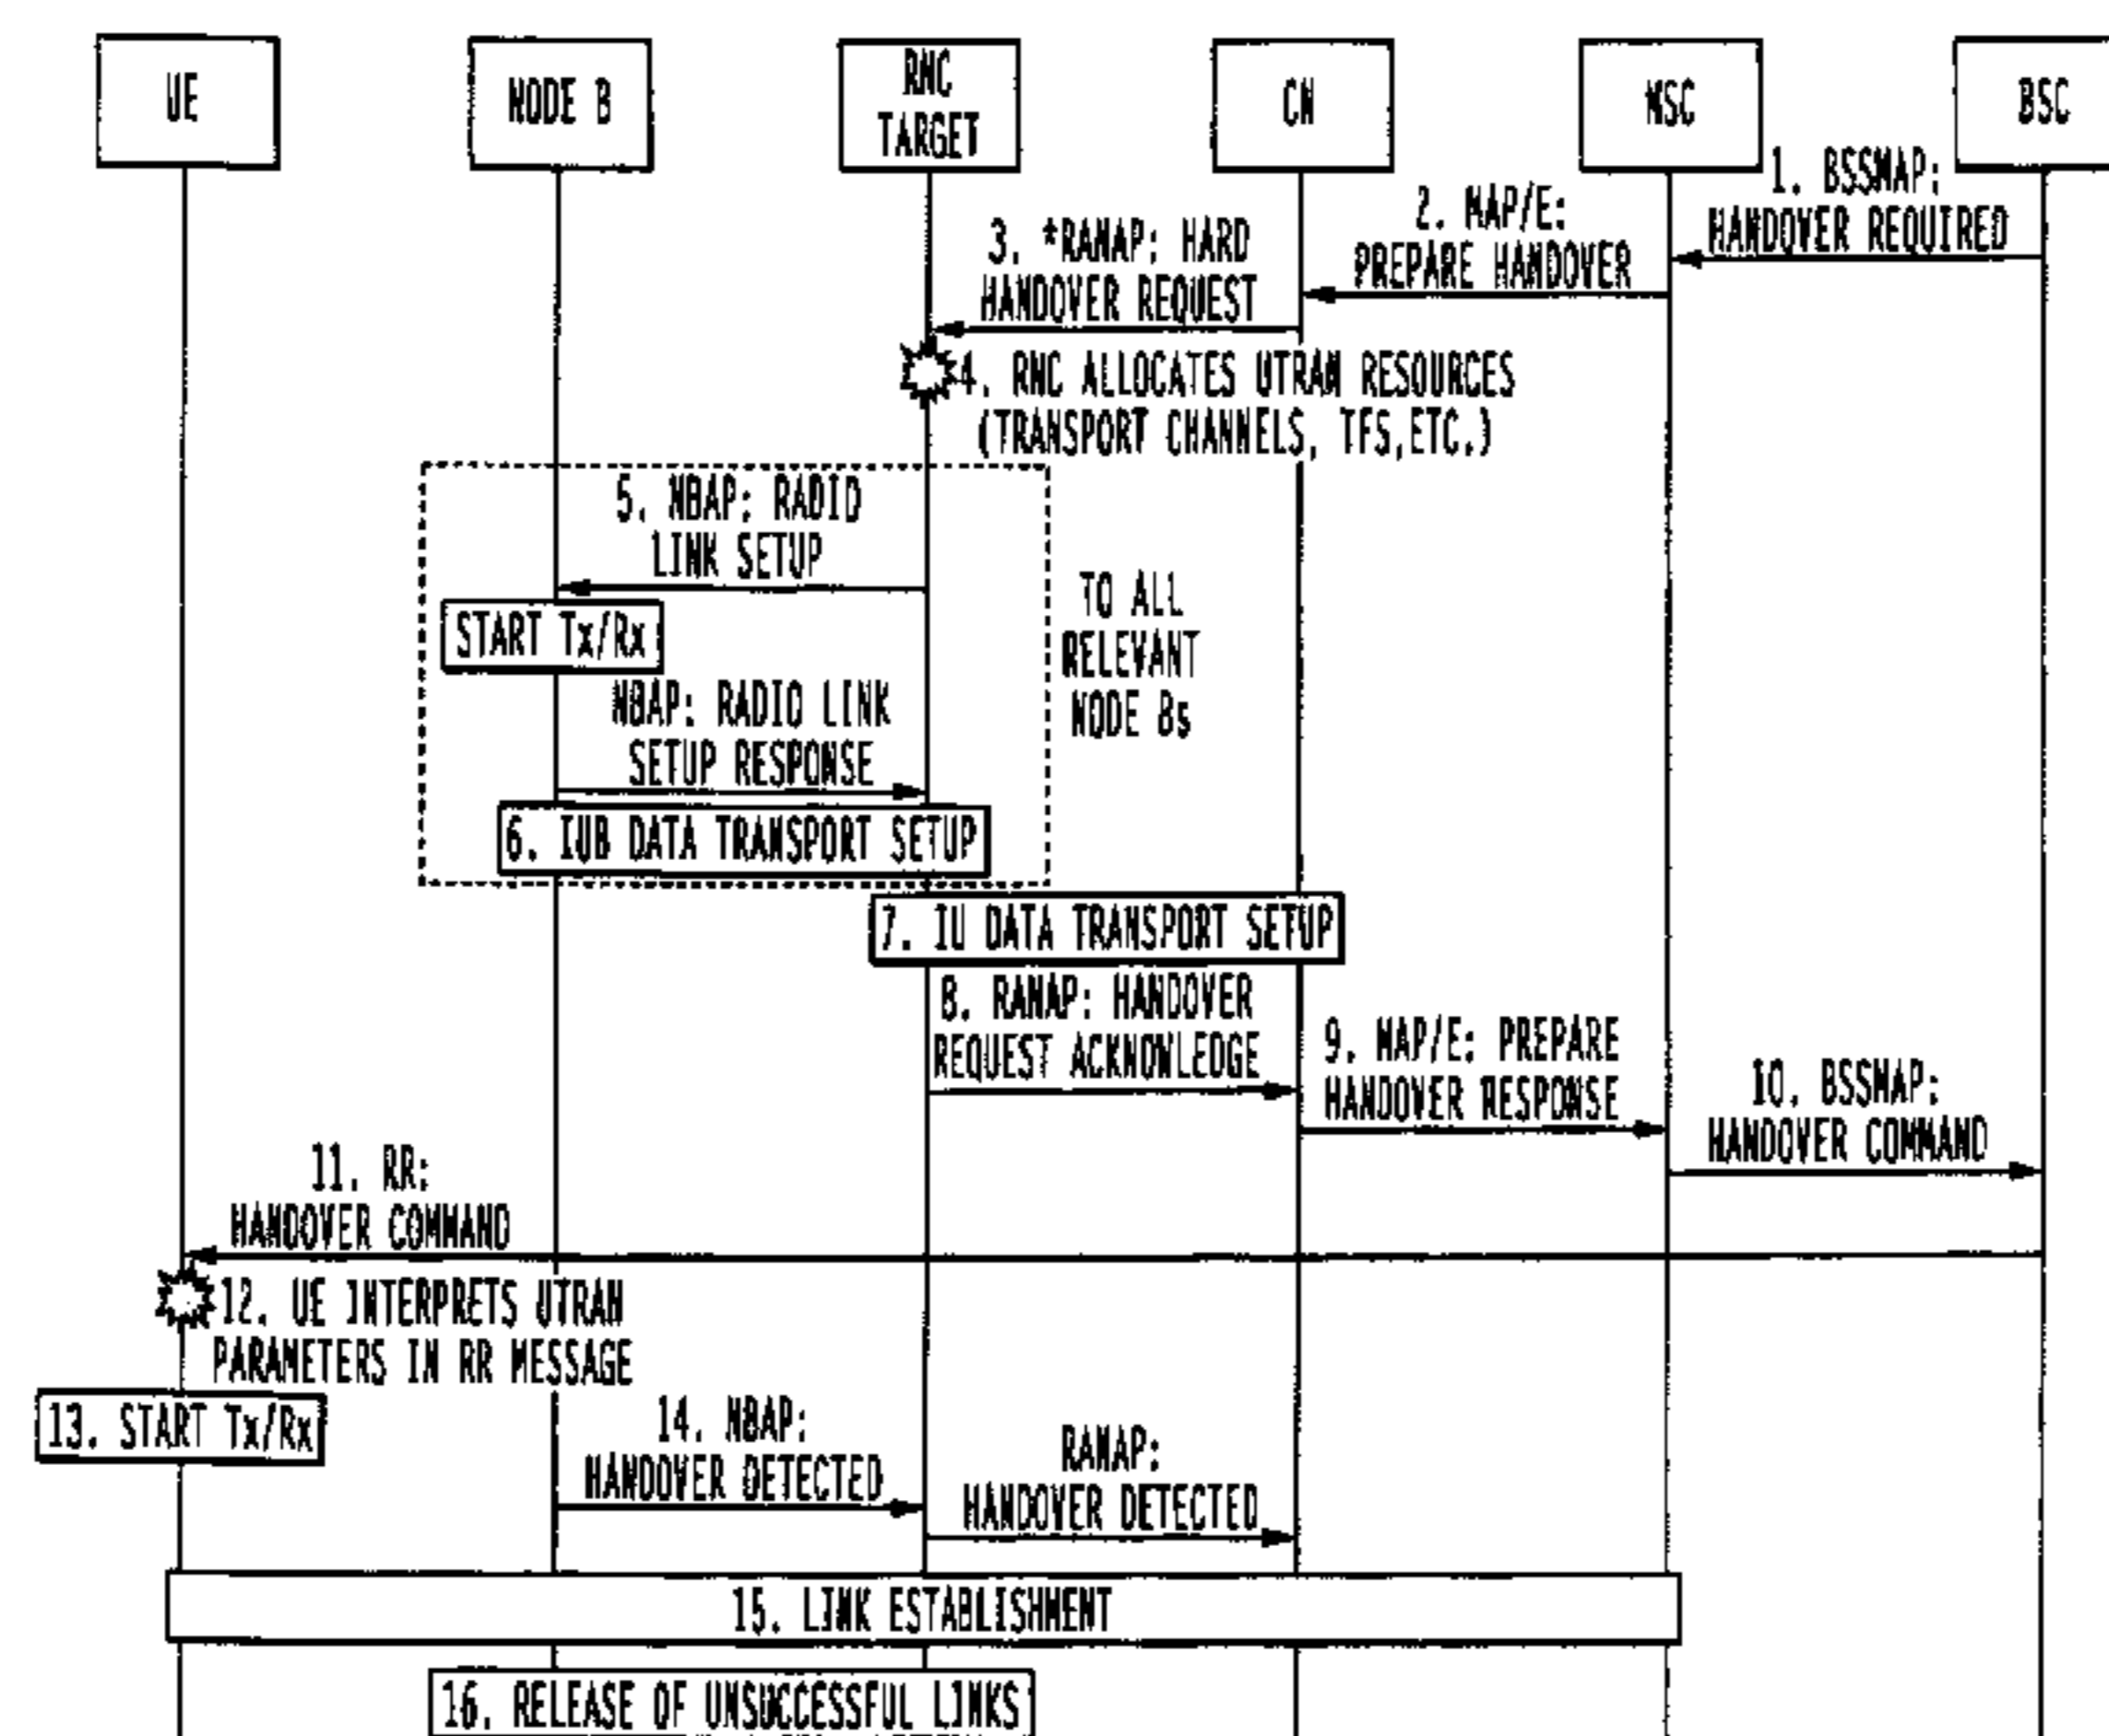 UE
NODE B
RNC
TARGET
CN
MSC
BSC
1. BSSMAP:
HANDOVER REQUIRED
2. MAP/E:
PREPARE HANDOVER
3. *RANAP: HARD
HANDOVER REQUEST
4. RNC ALLOCATES UTRAN RESOURCES
(TRANSPORT CHANNELS, TFS,ETC.)
5. NBAP: RADIO
LINK SETUP
START Tx/Rx
TO ALL
RELEVANT
NODE Bs
NBAP: RADIO LINK
SETUP RESPONSE
6. IUB DATA TRANSPORT SETUP
7. IU DATA TRANSPORT SETUP
8. RANAP: HANDOVER
REQUEST ACKNOWLEDGE
9. MAP/E: PREPARE
HANDOVER RESPONSE
10. BSSMAP:
HANDOVER COMMAND
11. RR:
HANDOVER COMMAND
12. UE INTERPRETS UTRAN
PARAMETERS IN RR MESSAGE
13. START Tx/Rx
14. NBAP:
HANDOVER DETECTED
RANAP:
HANDOVER DETECTED
15. LINK ESTABLISHMENT
16. RELEASE OF UNSUCCESSFUL LINKS